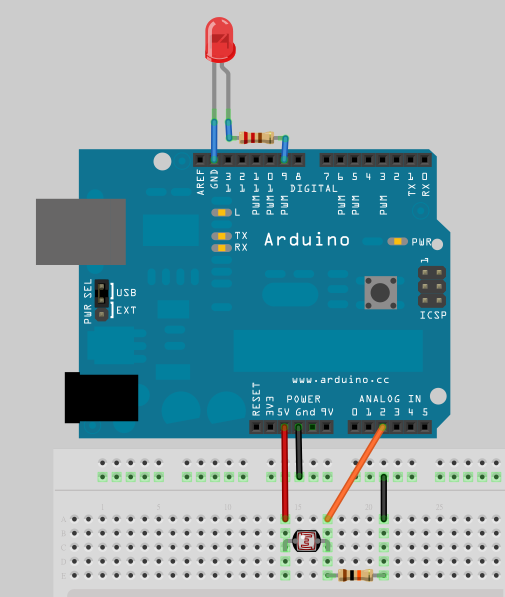 AREF
GND
13
12
PWM 11
PWM 10
PWM 9
8
7
PWM 6
PWM 5
4
PWM 3
2
TX 1
RX 0
DIGITAL
L
TX
RX
Arduino
PWR
1
ICSP
PWR SEL
USB
EXT
www.arduino.cc
RESET
3V3
POWER
5V Gnd 9V
ANALOG IN
0 1 2 3 4 5
1 5 10 15 20 25
A
B
C
D
E